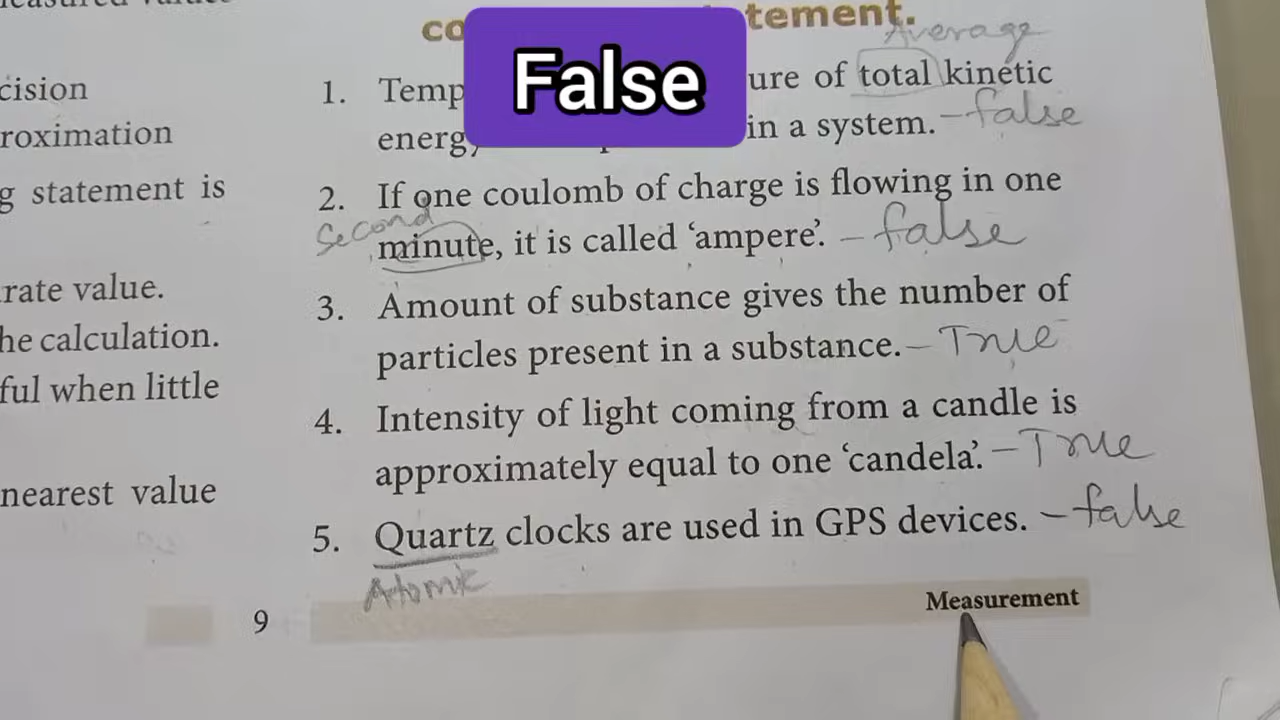 cision
roximation
g statement is
rate value.
he calculation.
ful when little
nearest value
co
tement.
False
Average
1. Temp
ure of total kinetic
energy
in a system. - false
2. If one coulomb of charge is flowing in one
Second
minute, it is called ‘ampere’. - false
3. Amount of substance gives the number of
particles present in a substance. - True
4. Intensity of light coming from a candle is
approximately equal to one ‘candela’. - True
5. Quartz clocks are used in GPS devices. - false
Atomic
9
Measurement